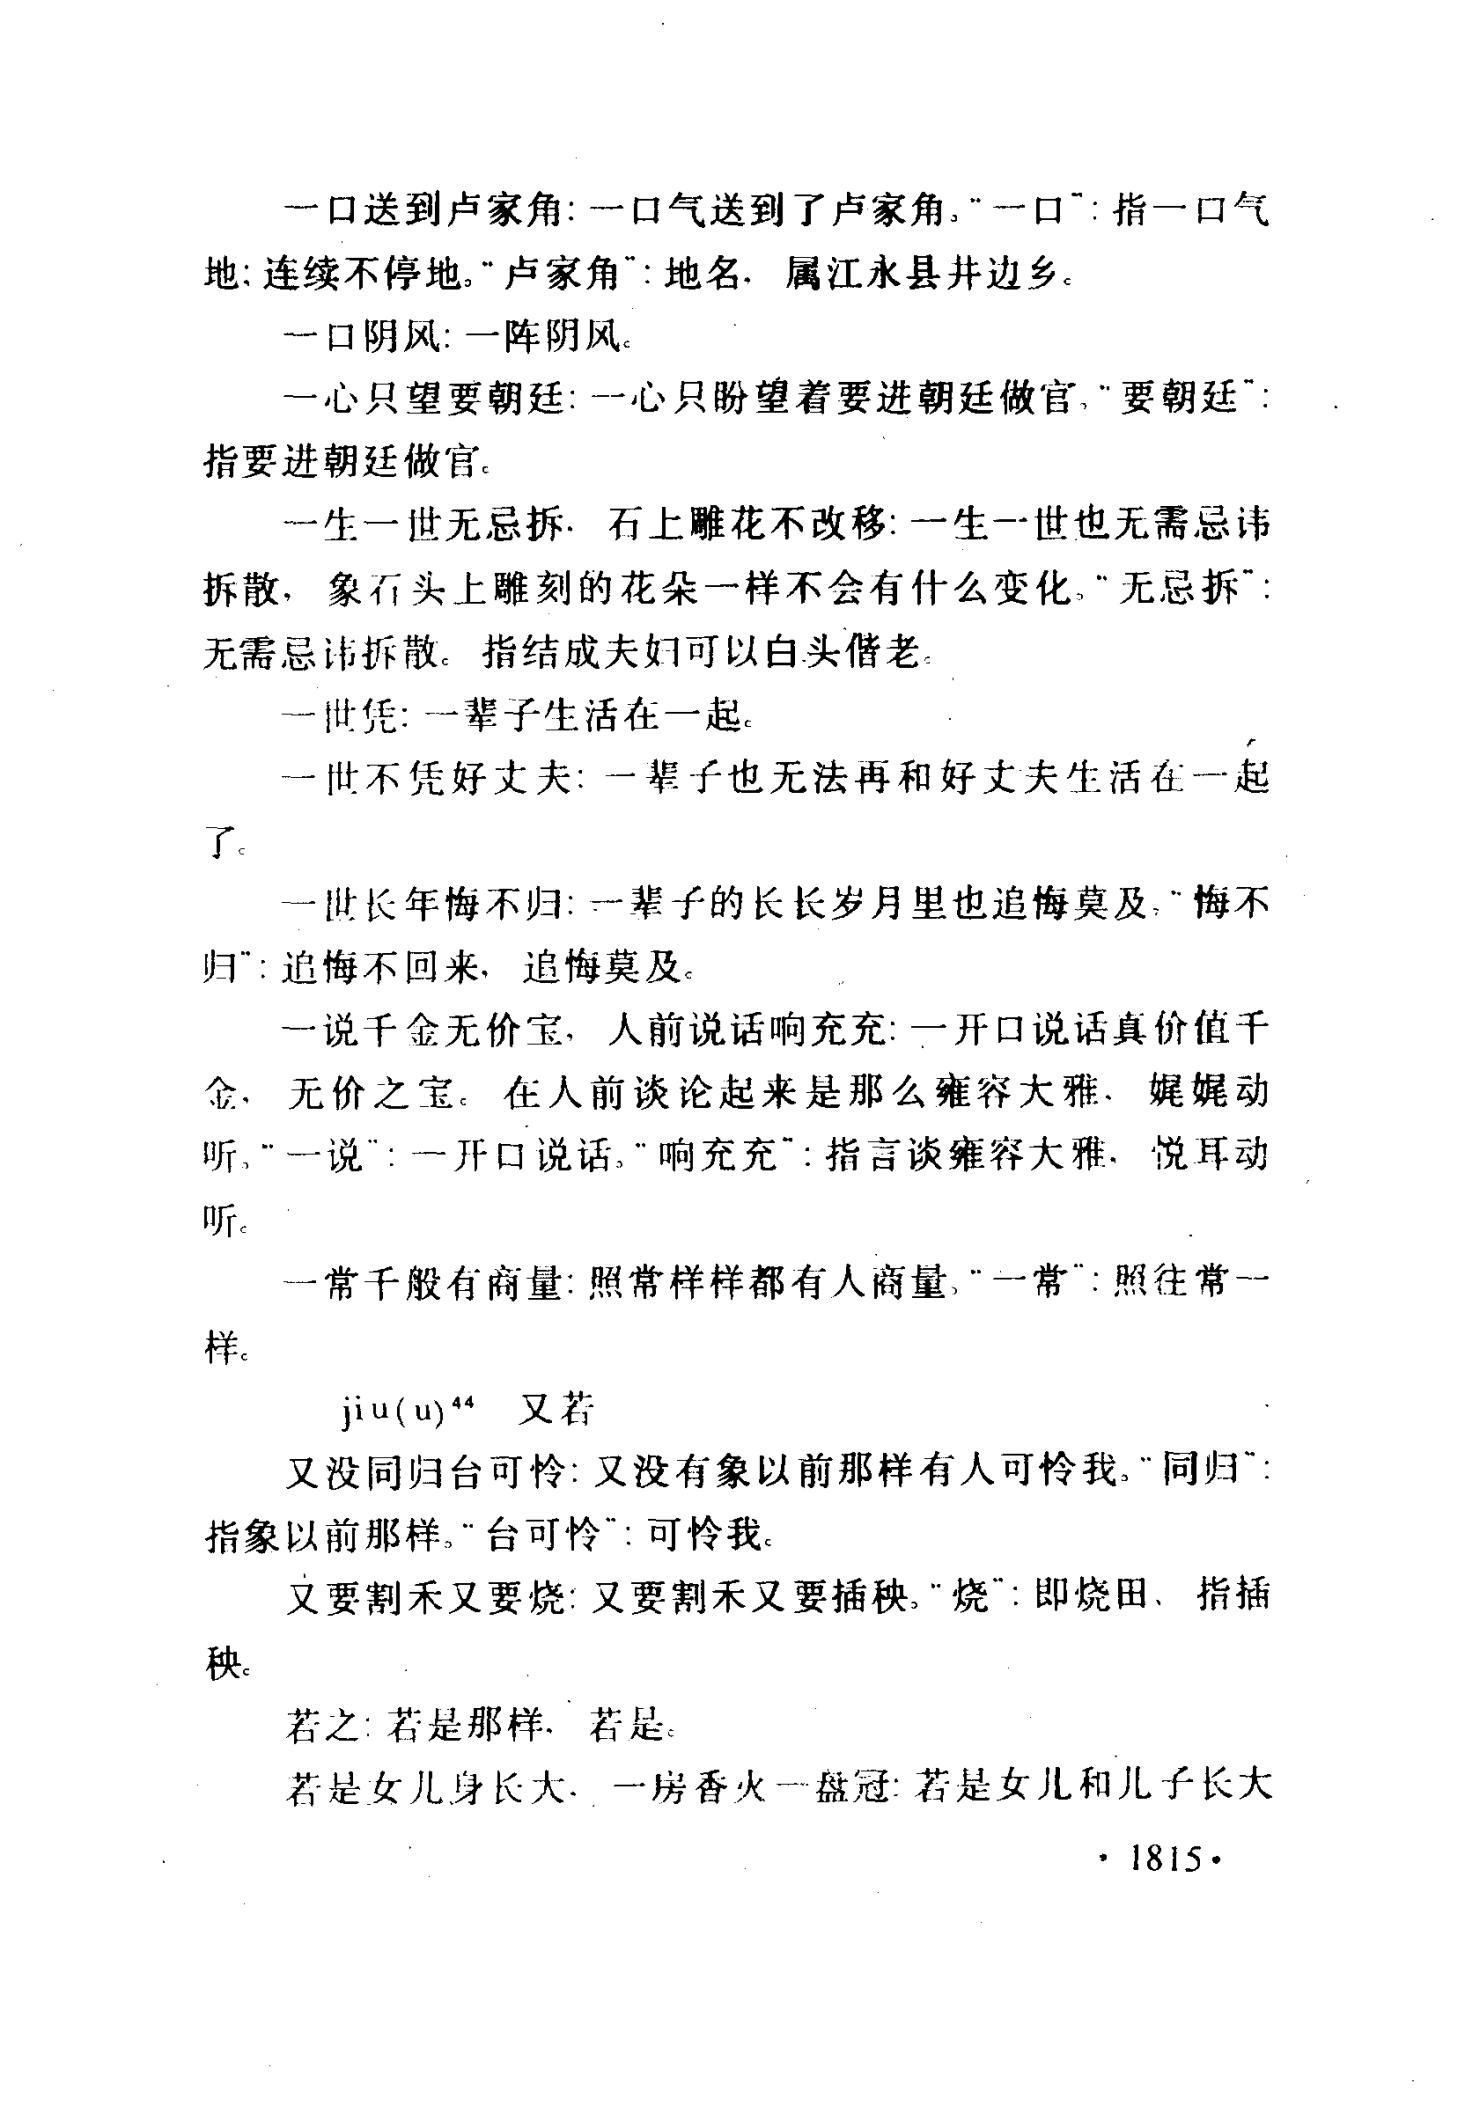 一口送到卢家角：一口气送到了卢家角。“一口”：指一口气
地；连续不停地。“卢家角”：地名，属江永县井边乡。
一口阴风：一阵阴风。
一心只望要朝廷：一心只盼望着要进朝廷做官。“要朝廷”：
指要进朝廷做官。
一生一世无忌拆，石上雕花不改移：一生一世也无需忌讳
拆散，象石头上雕刻的花朵一样不会有什么变化。“无忌拆”：
无需忌讳拆散。指结成夫妇可以白头偕老。
一世凭：一辈子生活在一起。
一世不凭好丈夫：一辈子也无法再和好丈夫生活在一起
了。
一世长年悔不归：一辈子的长长岁月里也追悔莫及。“悔不
归”：追悔不回来，追悔莫及。
一说千金无价宝，人前说话响充充：一开口说话真价值千
金，无价之宝。在人前谈论起来是那么雍容大雅，娓娓动
听。“一说”：一开口说话。“响充充”：指言谈雍容大雅，悦耳动
听。
一常千般有商量：照常样样都有人商量。“一常”：照往常一
样。
jiu(u)⁴⁴ 又若
又没同归台可怜：又没有象以前那样有人可怜我。“同归”：
指象以前那样。“台可怜”：可怜我。
又要割禾又要烧：又要割禾又要插秧。“烧”：即烧田、指插
秧。
若之：若是那样，若是。
若是女儿身长大，一房香火一盘冠：若是女儿和儿子长大
·1815·